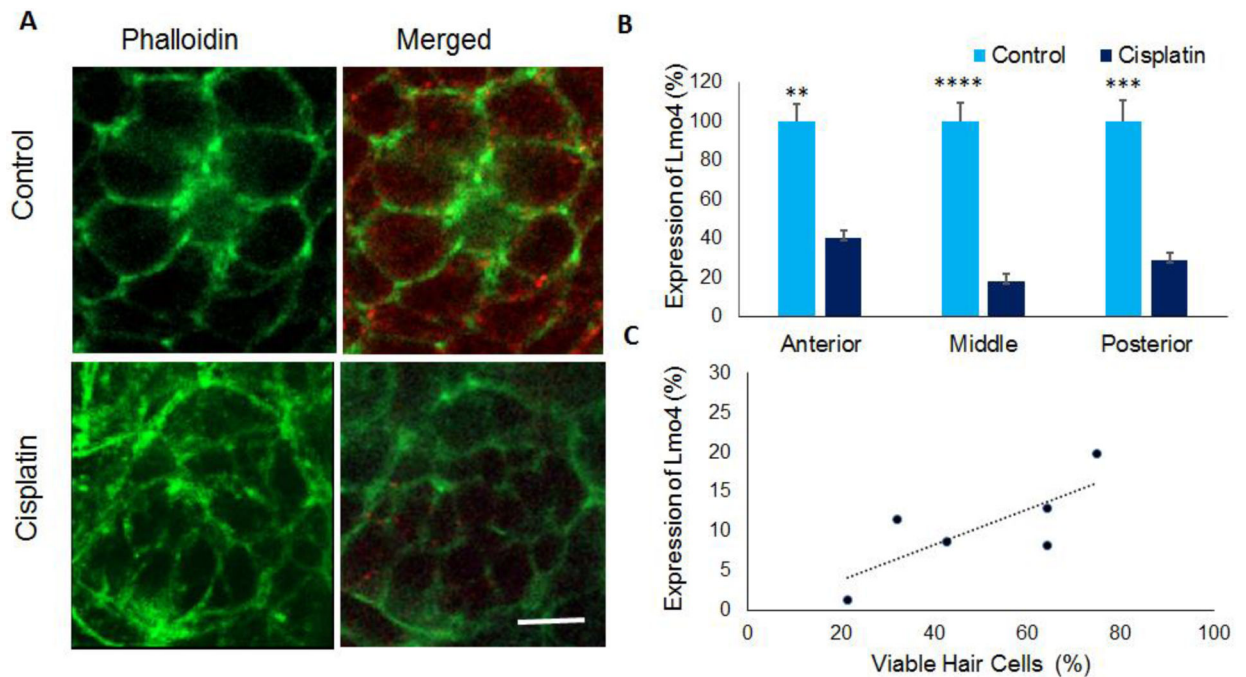 A
Phalloidin
Merged
Control
Cisplatin
B
Control
Cisplatin
Expression of Lmo4 (%)
120
100
80
60
40
20
0
**
****
***
Anterior
Middle
Posterior
C
Expression of Lmo4 (%)
30
25
20
15
10
5
0
0
20
40
60
80
100
Viable Hair Cells (%)